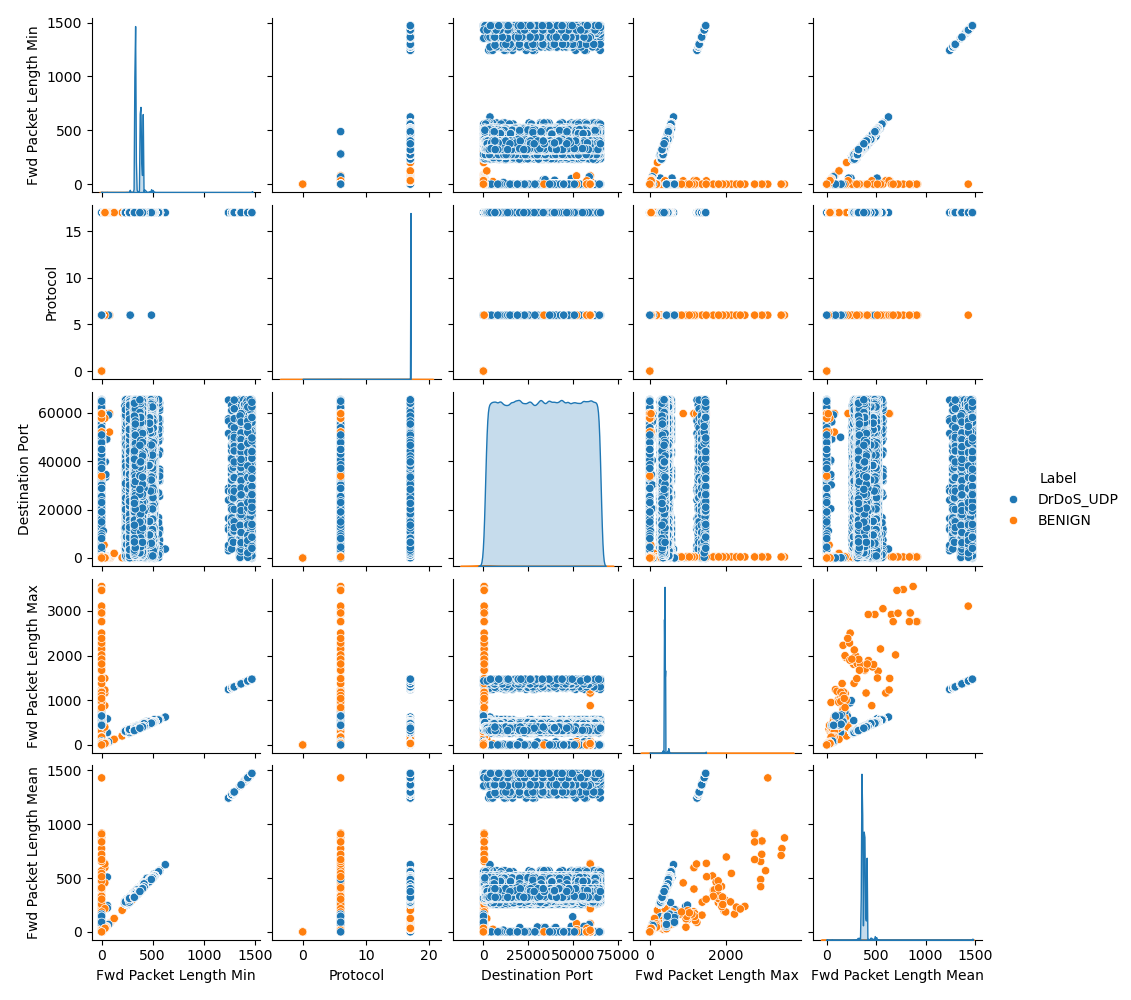 Fwd Packet Length Min
1500
1000
500
0
Protocol
15
10
5
0
Destination Port
60000
40000
20000
0
Label
DrDoS_UDP
BENIGN
Fwd Packet Length Max
3000
2000
1000
0
Fwd Packet Length Mean
1500
1000
500
0
0 500 1000 1500
0 10 20
0 25000 50000 75000
0 2000
0 500 1000 1500
Fwd Packet Length Min
Protocol
Destination Port
Fwd Packet Length Max
Fwd Packet Length Mean